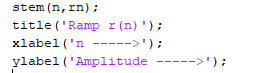 stem(n,rn);
title('Ramp r(n)');
xlabel('n ----->');
ylabel('Amplitude ----->');